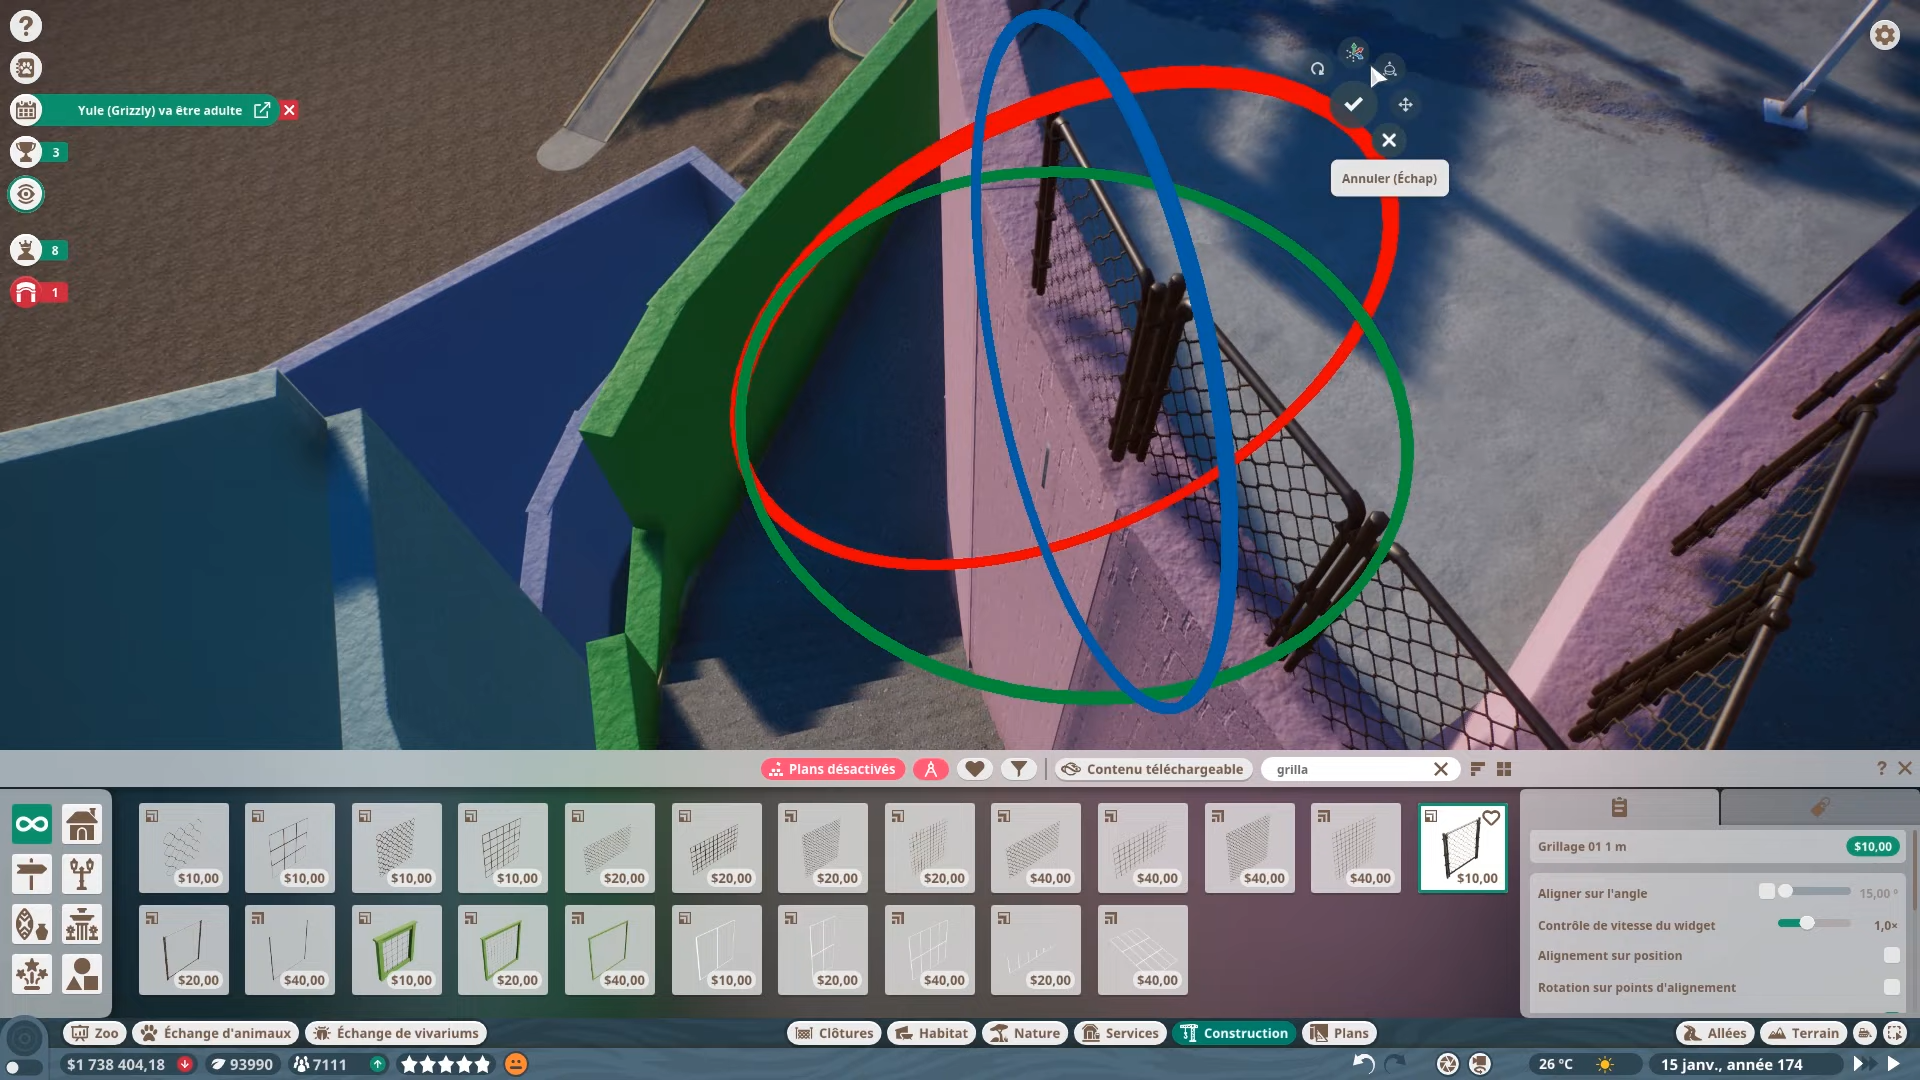 Yule (Grizzly) va être adulte
3
8
1
Annuler (Échap)
Plans désactivés
Contenu téléchargeable
grilla
?
$10,00
$10,00
$10,00
$10,00
$20,00
$20,00
$20,00
$20,00
$40,00
$40,00
$40,00
$40,00
$10,00
$20,00
$40,00
$10,00
$20,00
$40,00
$10,00
$20,00
$40,00
$20,00
$40,00
Grillage 01 1 m
$10,00
Aligner sur l'angle
15,00 °
Contrôle de vitesse du widget
1,0×
Alignement sur position
Rotation sur points d'alignement
Zoo
Échange d'animaux
Échange de vivariums
Clôtures
Habitat
Nature
Services
Construction
Plans
Allées
Terrain
$1 738 404,18
93990
7111
26 °C
15 janv., année 174